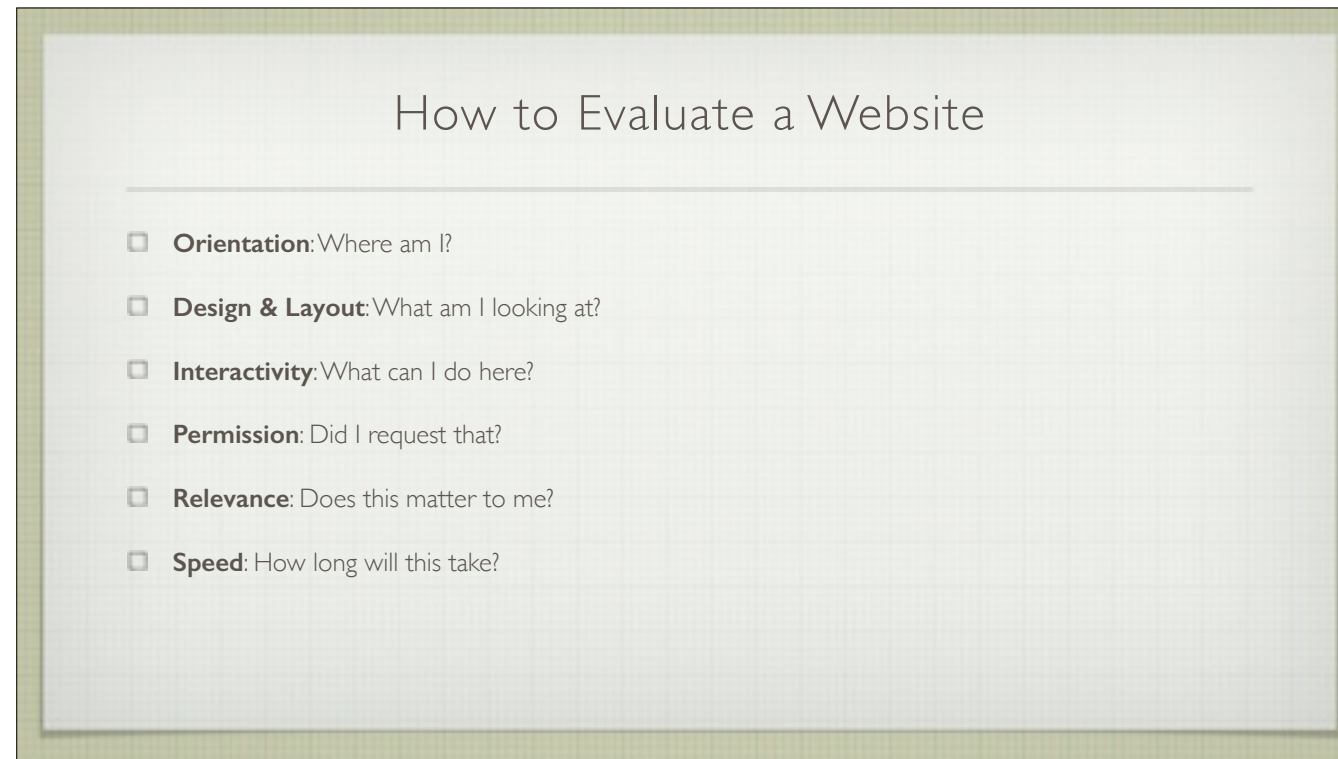 How to Evaluate a Website
Orientation: Where am I?
Design & Layout: What am I looking at?
Interactivity: What can I do here?
Permission: Did I request that?
Relevance: Does this matter to me?
Speed: How long will this take?